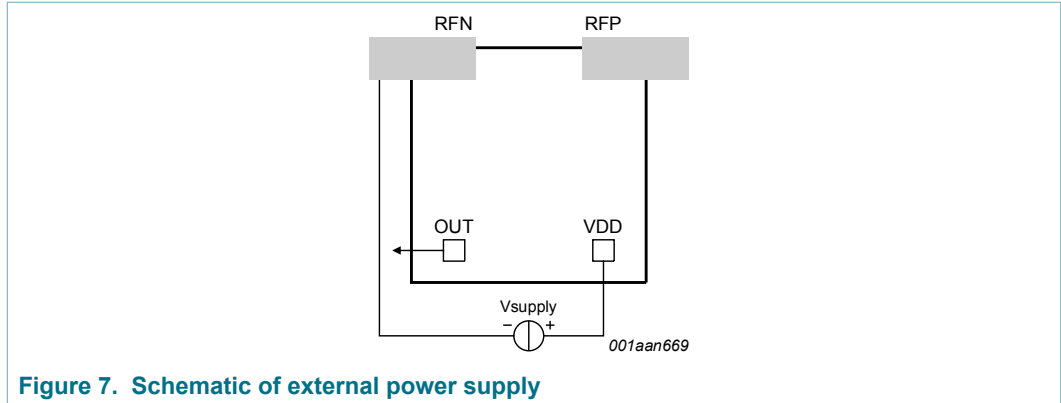 RFN RFP
OUT VDD
Vsupply
− +
001aan669
Figure 7. Schematic of external power supply